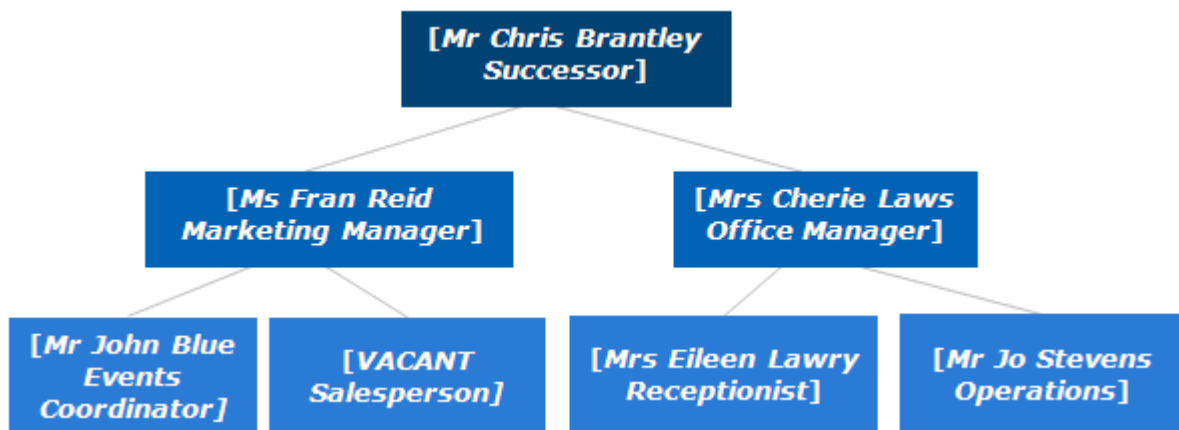 [Mr Chris Brantley
Successor]
[Ms Fran Reid
Marketing Manager]
[Mrs Cherie Laws
Office Manager]
[Mr John Blue
Events
Coordinator]
[VACANT
Salesperson]
[Mrs Eileen Lawry
Receptionist]
[Mr Jo Stevens
Operations]